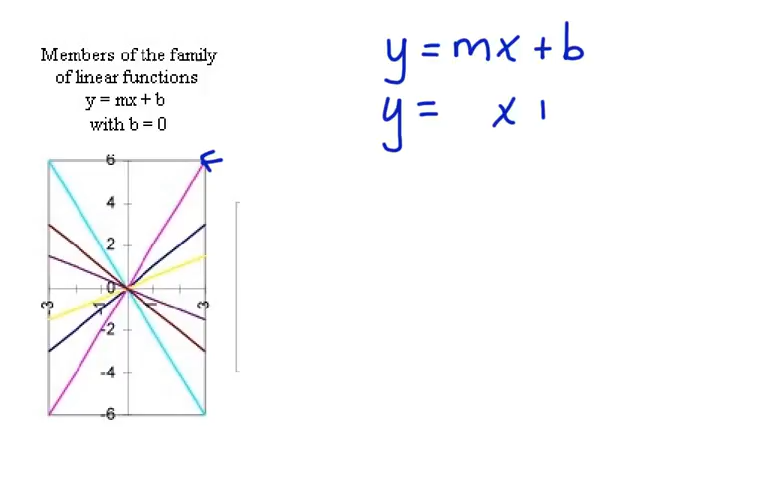 Members of the family
of linear functions
y = mx + b
with b = 0
y = mx + b
y = x
6
4
2
0
-3
-1
1
3
-2
-4
-6